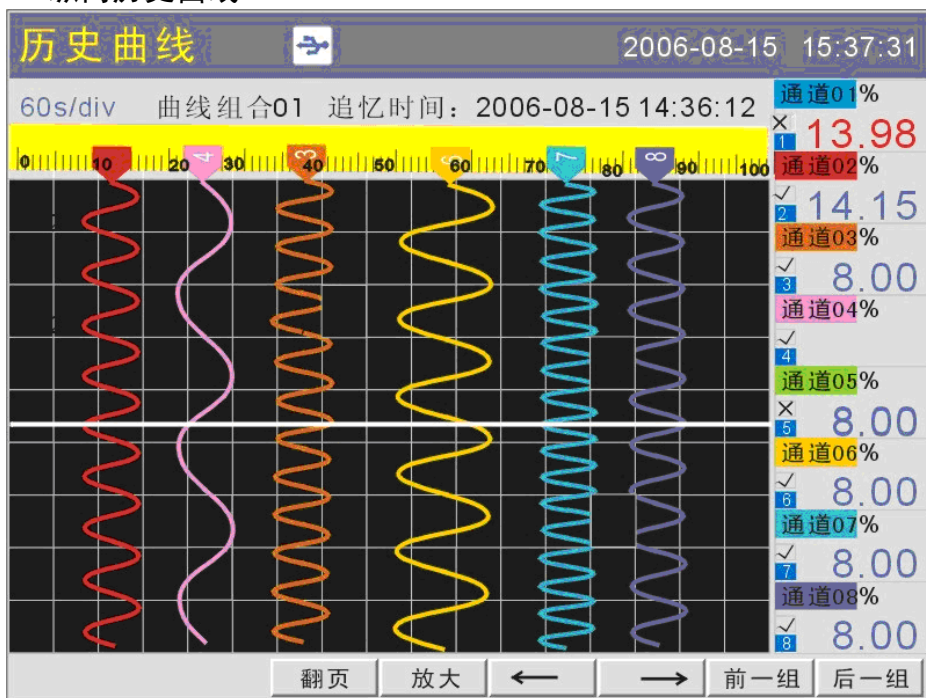 历史曲线
2006-08-15 15:37:31
60s/div 曲线组合01 追忆时间：2006-08-15 14:36:12
0 10 20 30 40 50 60 70 80 90 100
4 3 6 7 8
通道01%
× 1 13.98
通道02%
✓ 2 14.15
通道03%
✓ 3 8.00
通道04%
✓ 4
通道05%
× 5 8.00
通道06%
✓ 6 8.00
通道07%
✓ 7 8.00
通道08%
✓ 8 8.00
翻页 放大 ← → 前一组 后一组